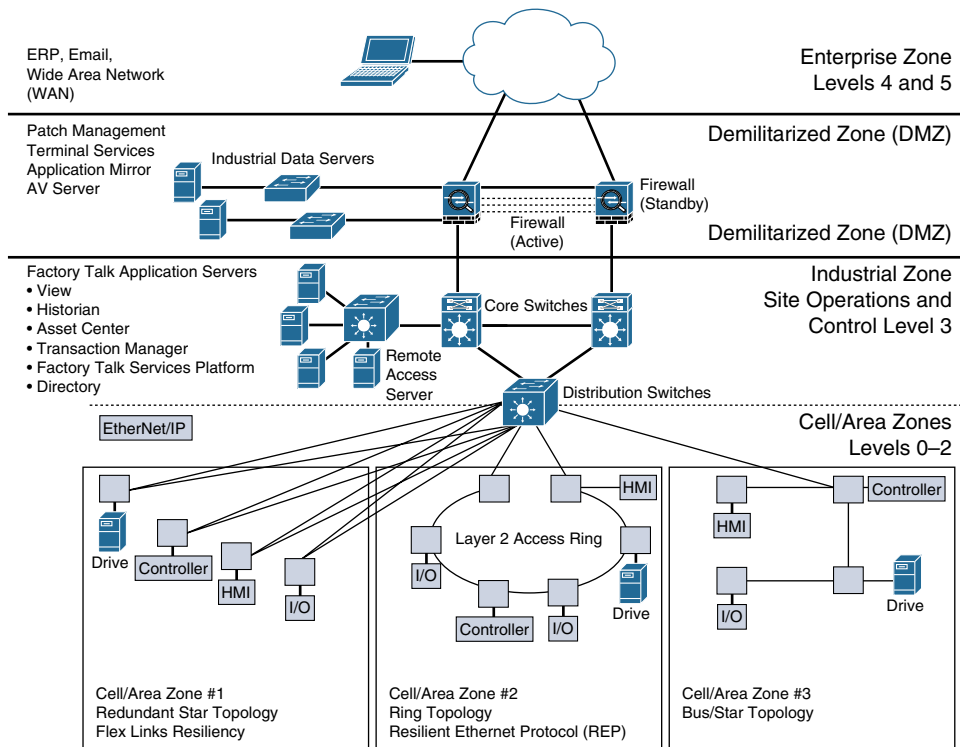 ERP, Email,
Wide Area Network
(WAN)
Enterprise Zone
Levels 4 and 5
Patch Management
Terminal Services
Application Mirror
AV Server
Industrial Data Servers
Demilitarized Zone (DMZ)
Firewall
(Standby)
Firewall
(Active)
Demilitarized Zone (DMZ)
Factory Talk Application Servers
• View
• Historian
• Asset Center
• Transaction Manager
• Factory Talk Services Platform
• Directory
Remote
Access
Server
Core Switches
Industrial Zone
Site Operations and
Control Level 3
Distribution Switches
EtherNet/IP
Cell/Area Zones
Levels 0–2
Drive
Controller
HMI
I/O
Cell/Area Zone #1
Redundant Star Topology
Flex Links Resiliency
HMI
Layer 2 Access Ring
I/O
Controller
I/O
Drive
Cell/Area Zone #2
Ring Topology
Resilient Ethernet Protocol (REP)
Controller
HMI
I/O
Drive
Cell/Area Zone #3
Bus/Star Topology